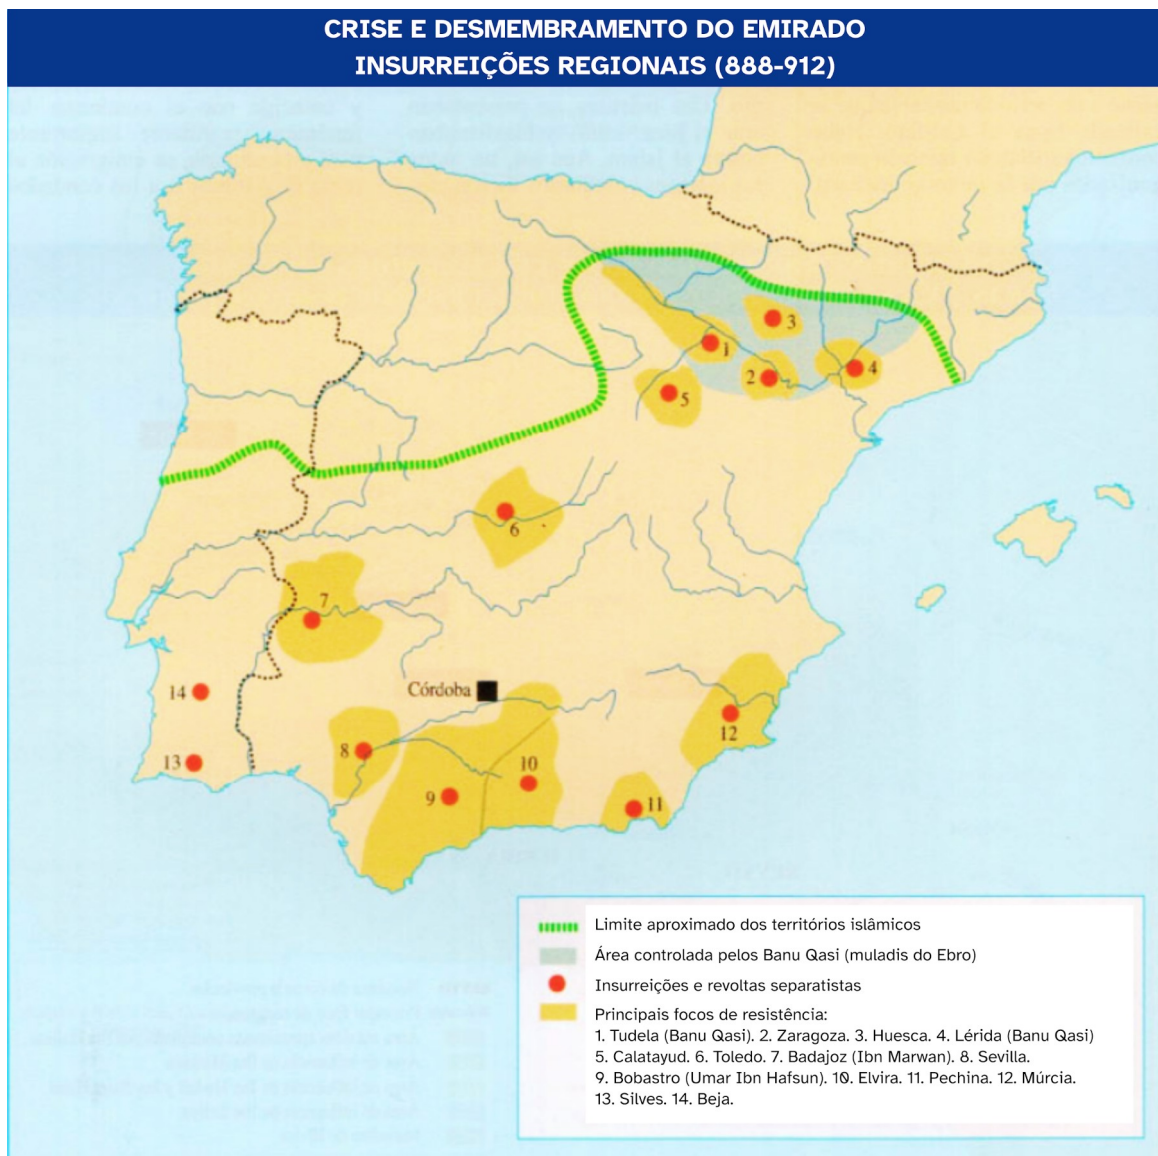 CRISE E DESMEMBRAMENTO DO EMIRADO
INSURREIÇÕES REGIONAIS (888-912)
3
1
2
4
5
6
7
14
Córdoba
12
8
13
10
9
11
Limite aproximado dos territórios islâmicos
Área controlada pelos Banu Qasi (muladis do Ebro)
Insurreições e revoltas separatistas
Principais focos de resistência:
1. Tudela (Banu Qasi). 2. Zaragoza. 3. Huesca. 4. Lérida (Banu Qasi)
5. Calatayud. 6. Toledo. 7. Badajoz (Ibn Marwan). 8. Sevilla.
9. Bobastro (Umar Ibn Hafsun). 10. Elvira. 11. Pechina. 12. Múrcia.
13. Silves. 14. Beja.